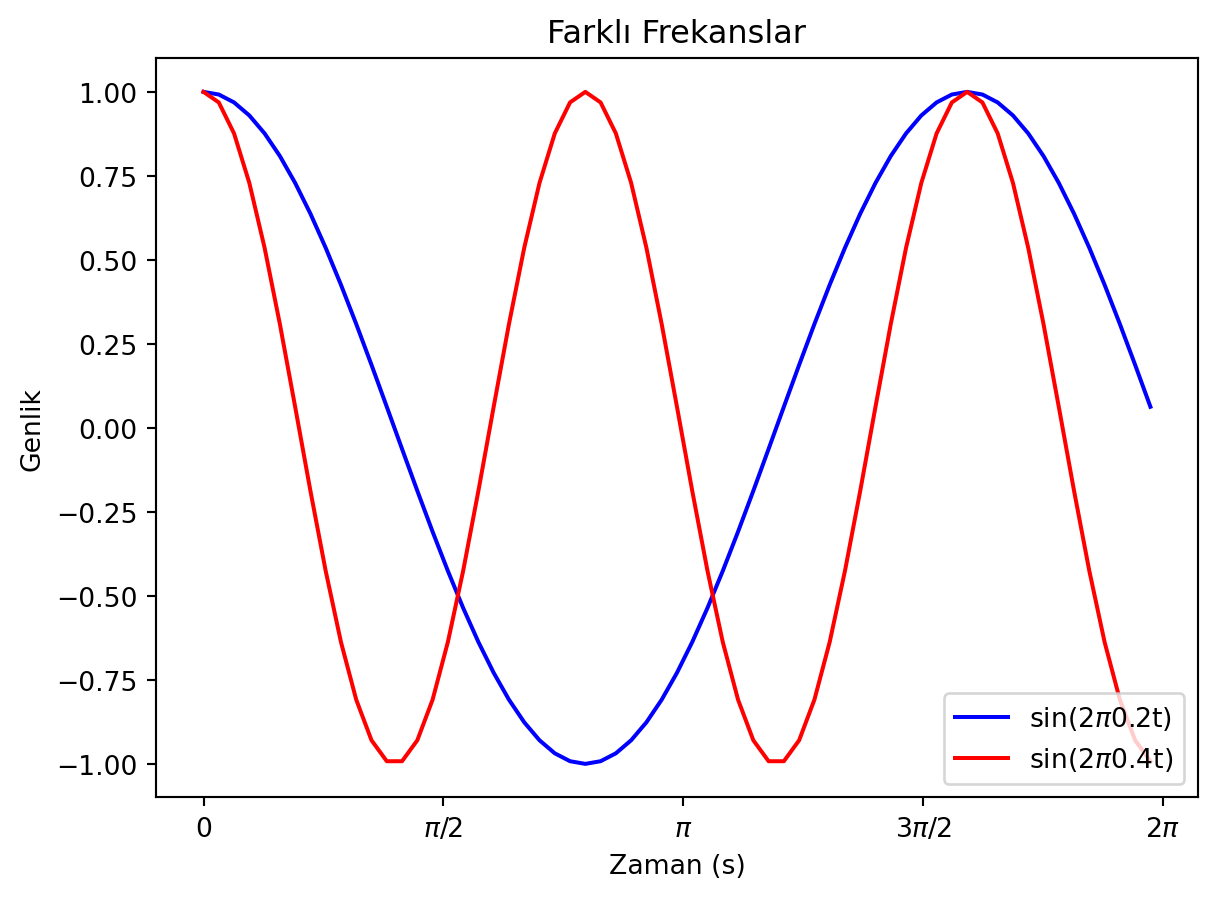 Farklı Frekanslar
1.00
0.75
0.50
0.25
0.00
−0.25
−0.50
−0.75
−1.00
Genlik
sin(2π0.2t)
sin(2π0.4t)
0
π/2
π
3π/2
2π
Zaman (s)